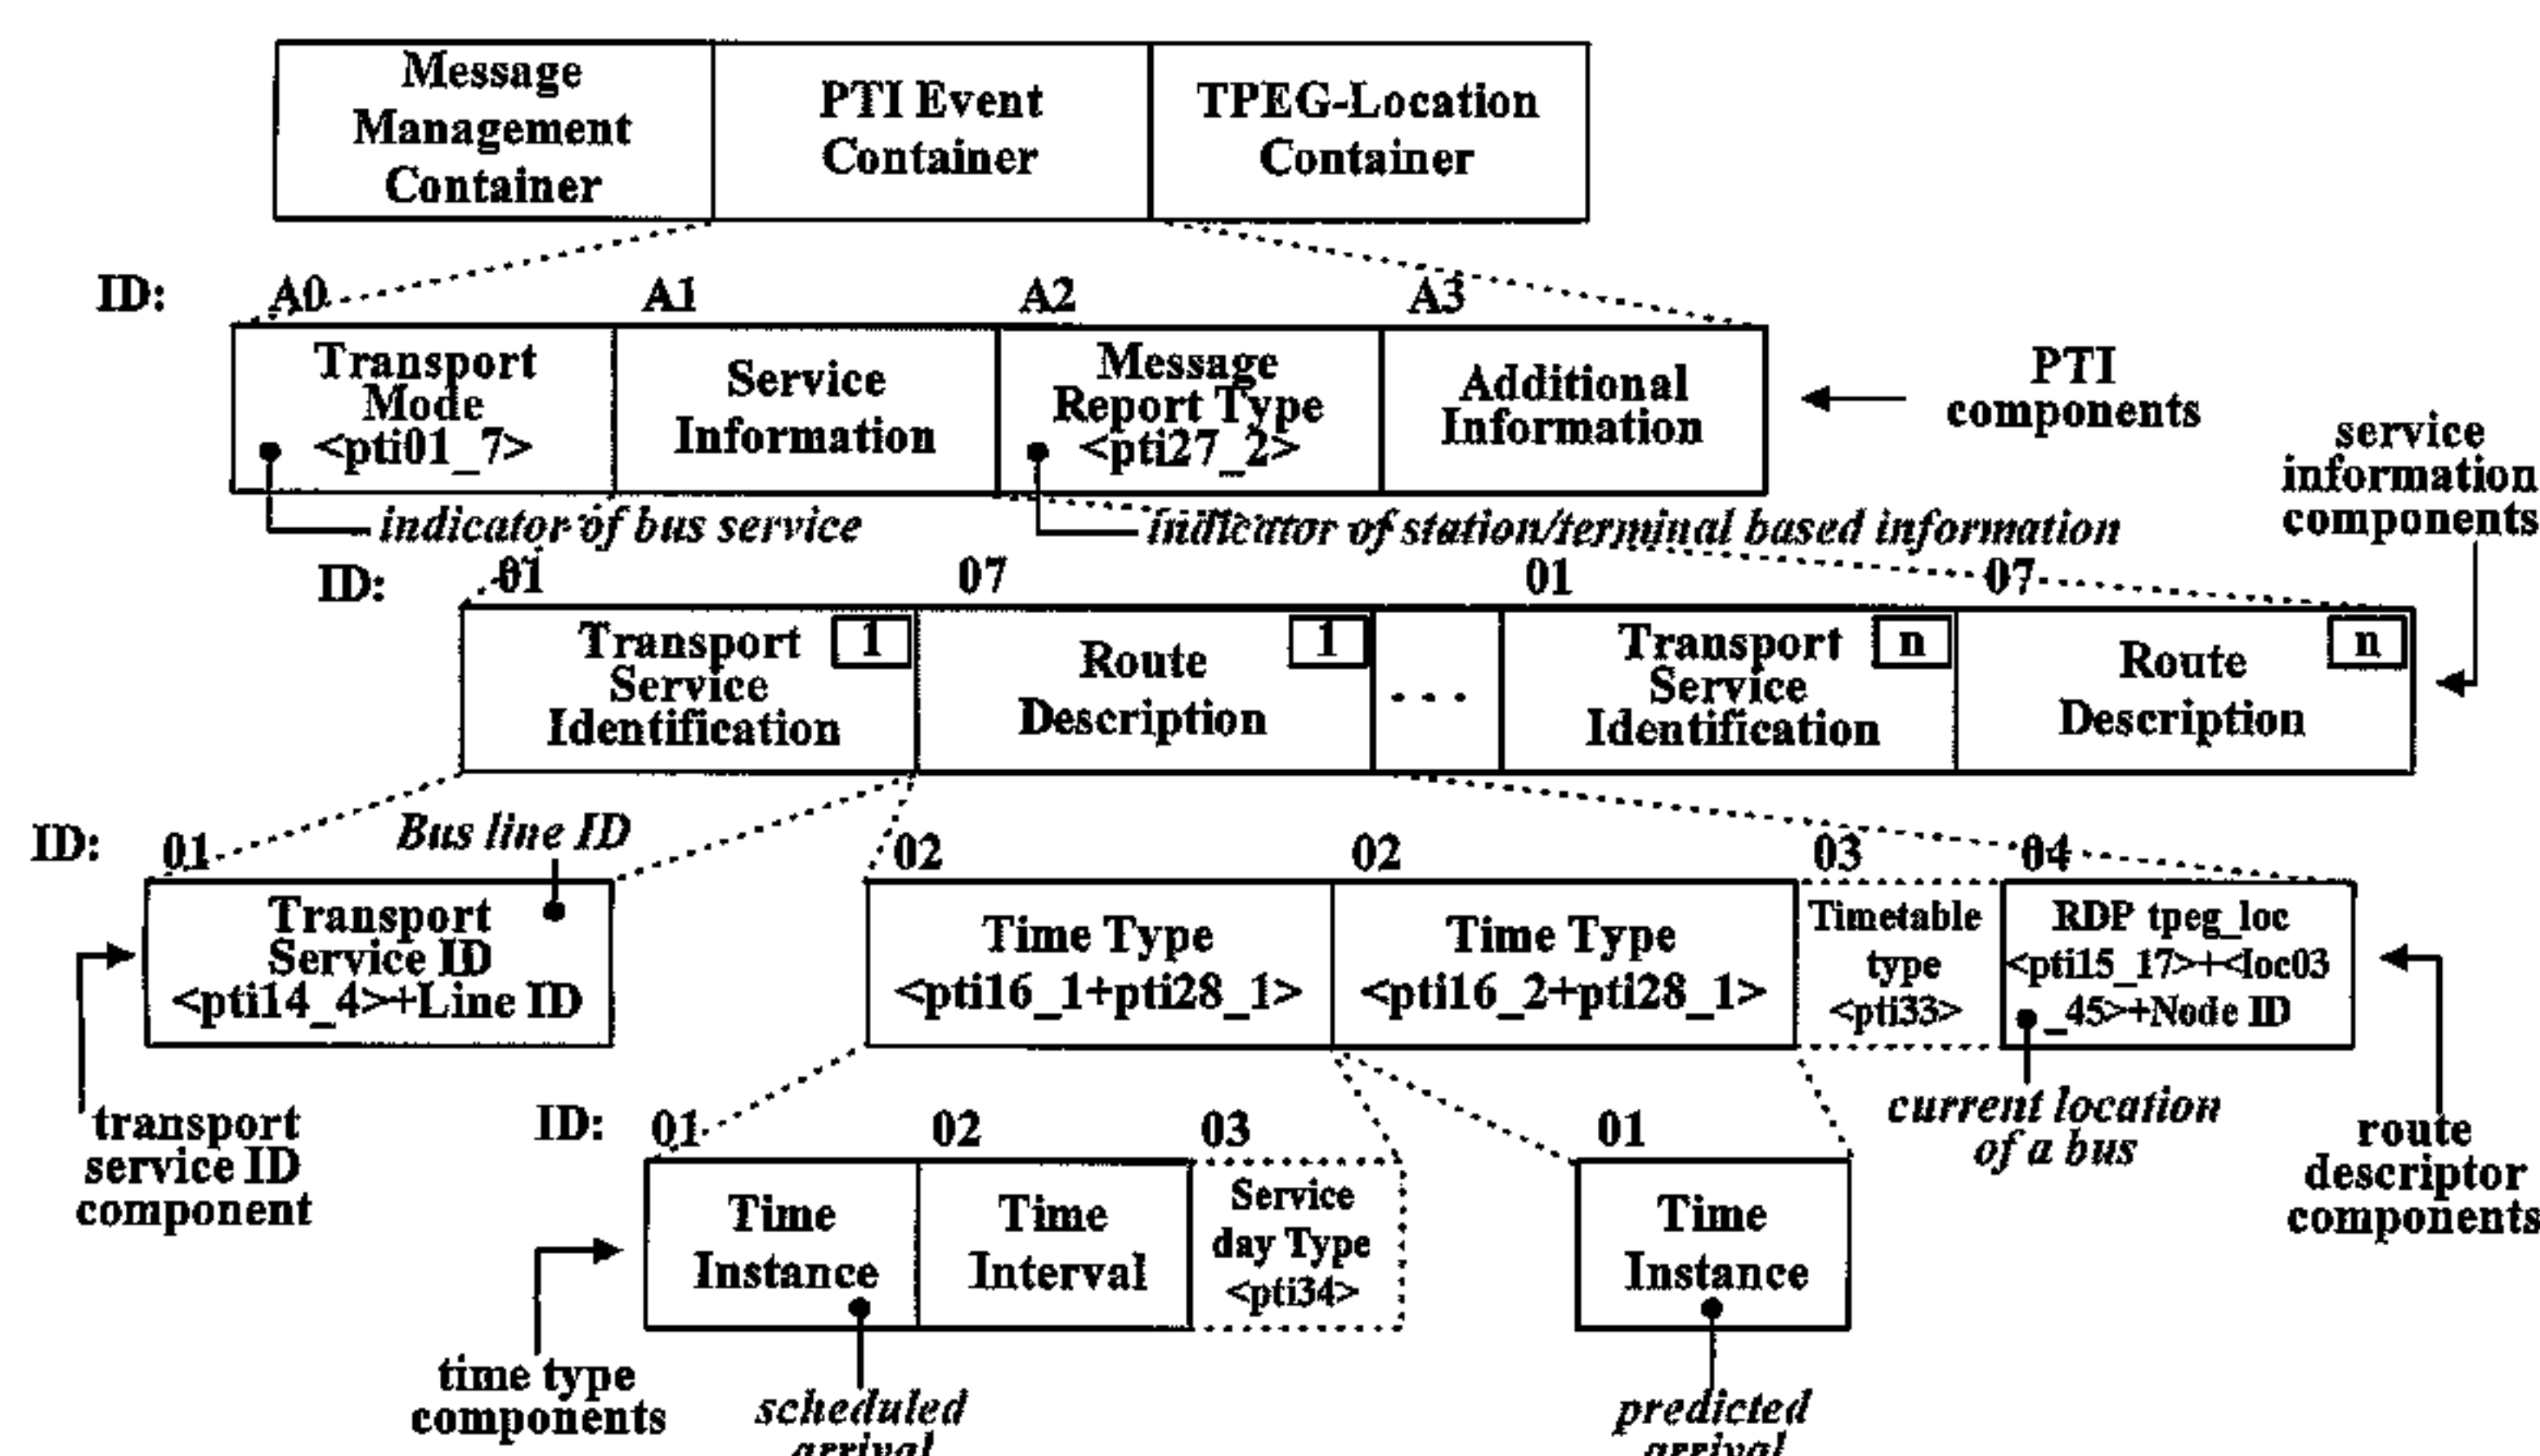 Message
Management
Container
PTI Event
Container
TPEG-Location
Container
ID:
A0
A1
A2
A3
Transport
Mode
<pti01_7>
Service
Information
Message
Report Type
<pti27_2>
Additional
Information
PTI
components
indicator of bus service
indicator of station/terminal based information
service
information
components
ID:
01
07
01
07
Transport
Service
Identification
1
Route
Description
1
. . .
Transport
Service
Identification
n
Route
Description
n
ID:
01
Bus line ID
02
02
03
04
Transport
Service ID
<pti14_4>+Line ID
Time Type
<pti16_1+pti28_1>
Time Type
<pti16_2+pti28_1>
Timetable
type
<pti33>
RDP tpeg_loc
<pti15_17>+<loc03
_45>+Node ID
transport
service ID
component
ID:
01
02
03
01
current location
of a bus
route
descriptor
components
Time
Instance
Time
Interval
Service
day Type
<pti34>
Time
Instance
time type
components
scheduled
arrival
predicted
arrival